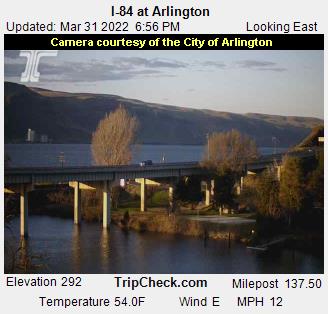 I-84 at Arlington
Updated: Mar 31 2022 6:56 PM Looking East
Camera courtesy of the City of Arlington
Elevation 292 TripCheck.com Milepost 137.50
Temperature 54.0F Wind E MPH 12